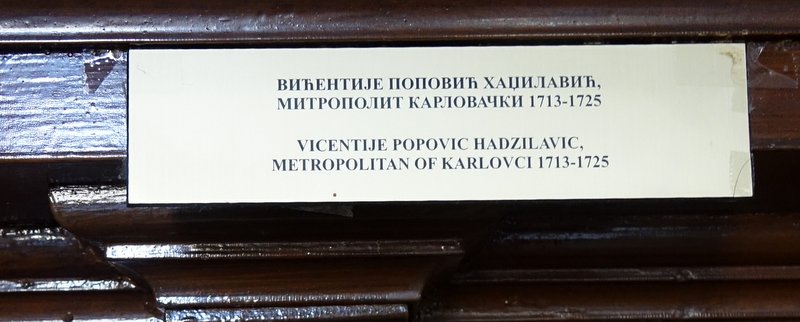 ВИЋЕНТИЈЕ ПОПОВИЋ ХАЏИЛАВИЋ,
МИТРОПОЛИТ КАРЛОВАЧКИ 1713-1725
VICENTIJE POPOVIC HADZILAVIC,
METROPOLITAN OF KARLOVCI 1713-1725